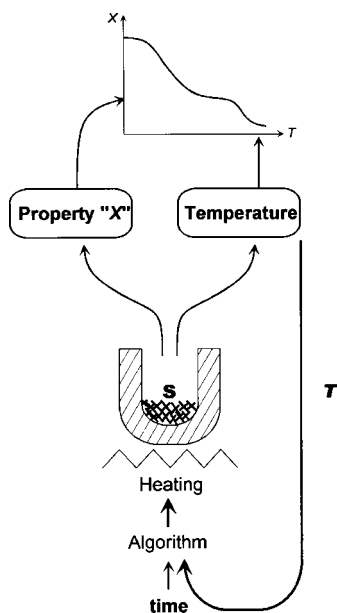 X
T
Property "X"
Temperature
S
T
Heating
Algorithm
time